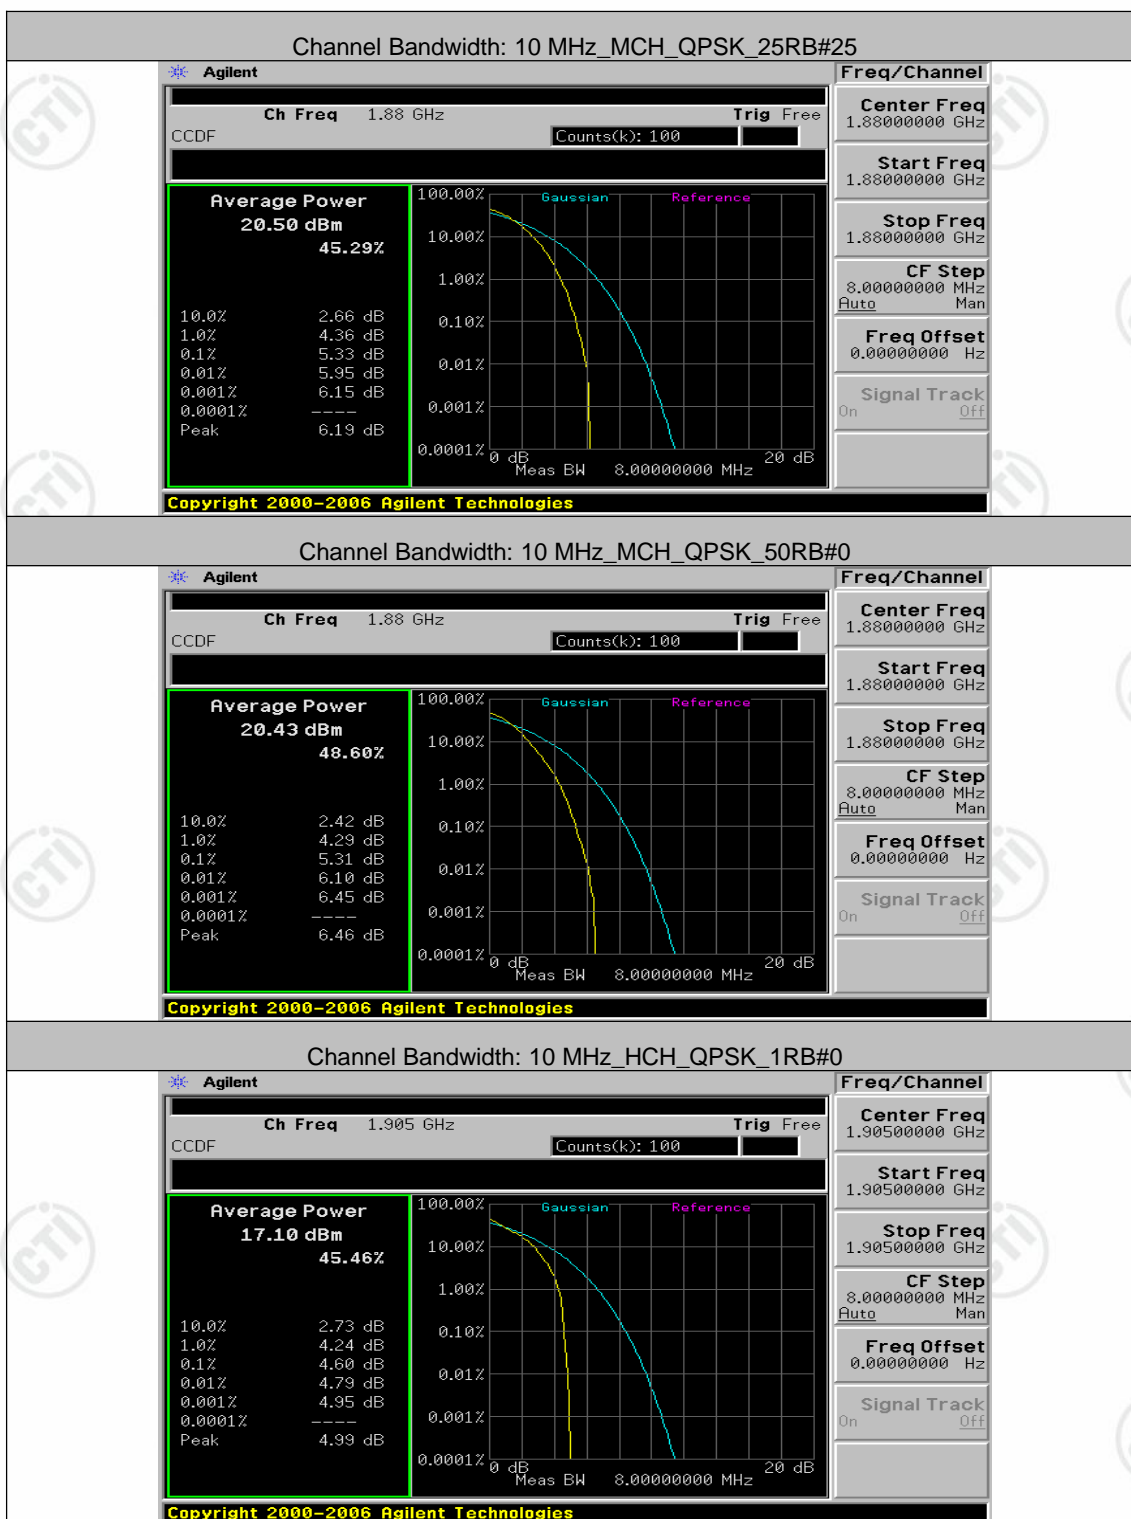 Channel Bandwidth: 10 MHz_MCH_QPSK_25RB#25
Agilent
Freq/Channel
Ch Freq 1.88 GHz Trig Free
CCDF Counts(k): 100
Average Power
20.50 dBm
45.29%
10.0% 2.66 dB
1.0% 4.36 dB
0.1% 5.33 dB
0.01% 5.95 dB
0.001% 6.15 dB
0.0001% ----
Peak 6.19 dB
Gaussian Reference
100.00%
10.00%
1.00%
0.10%
0.01%
0.001%
0.0001%
0 dB 20 dB
Meas BW 8.00000000 MHz
Center Freq
1.88000000 GHz
Start Freq
1.88000000 GHz
Stop Freq
1.88000000 GHz
CF Step
8.00000000 MHz
Auto Man
Freq Offset
0.00000000 Hz
Signal Track
On Off
Copyright 2000-2006 Agilent Technologies
Channel Bandwidth: 10 MHz_MCH_QPSK_50RB#0
Agilent
Freq/Channel
Ch Freq 1.88 GHz Trig Free
CCDF Counts(k): 100
Average Power
20.43 dBm
48.60%
10.0% 2.42 dB
1.0% 4.29 dB
0.1% 5.31 dB
0.01% 6.10 dB
0.001% 6.45 dB
0.0001% ----
Peak 6.46 dB
Gaussian Reference
100.00%
10.00%
1.00%
0.10%
0.01%
0.001%
0.0001%
0 dB 20 dB
Meas BW 8.00000000 MHz
Center Freq
1.88000000 GHz
Start Freq
1.88000000 GHz
Stop Freq
1.88000000 GHz
CF Step
8.00000000 MHz
Auto Man
Freq Offset
0.00000000 Hz
Signal Track
On Off
Copyright 2000-2006 Agilent Technologies
Channel Bandwidth: 10 MHz_HCH_QPSK_1RB#0
Agilent
Freq/Channel
Ch Freq 1.905 GHz Trig Free
CCDF Counts(k): 100
Average Power
17.10 dBm
45.46%
10.0% 2.73 dB
1.0% 4.24 dB
0.1% 4.60 dB
0.01% 4.79 dB
0.001% 4.95 dB
0.0001% ----
Peak 4.99 dB
Gaussian Reference
100.00%
10.00%
1.00%
0.10%
0.01%
0.001%
0.0001%
0 dB 20 dB
Meas BW 8.00000000 MHz
Center Freq
1.90500000 GHz
Start Freq
1.90500000 GHz
Stop Freq
1.90500000 GHz
CF Step
8.00000000 MHz
Auto Man
Freq Offset
0.00000000 Hz
Signal Track
On Off
Copyright 2000-2006 Agilent Technologies
CTI
CTI
CTI
CTI
CTI
CTI
CTI
CTI